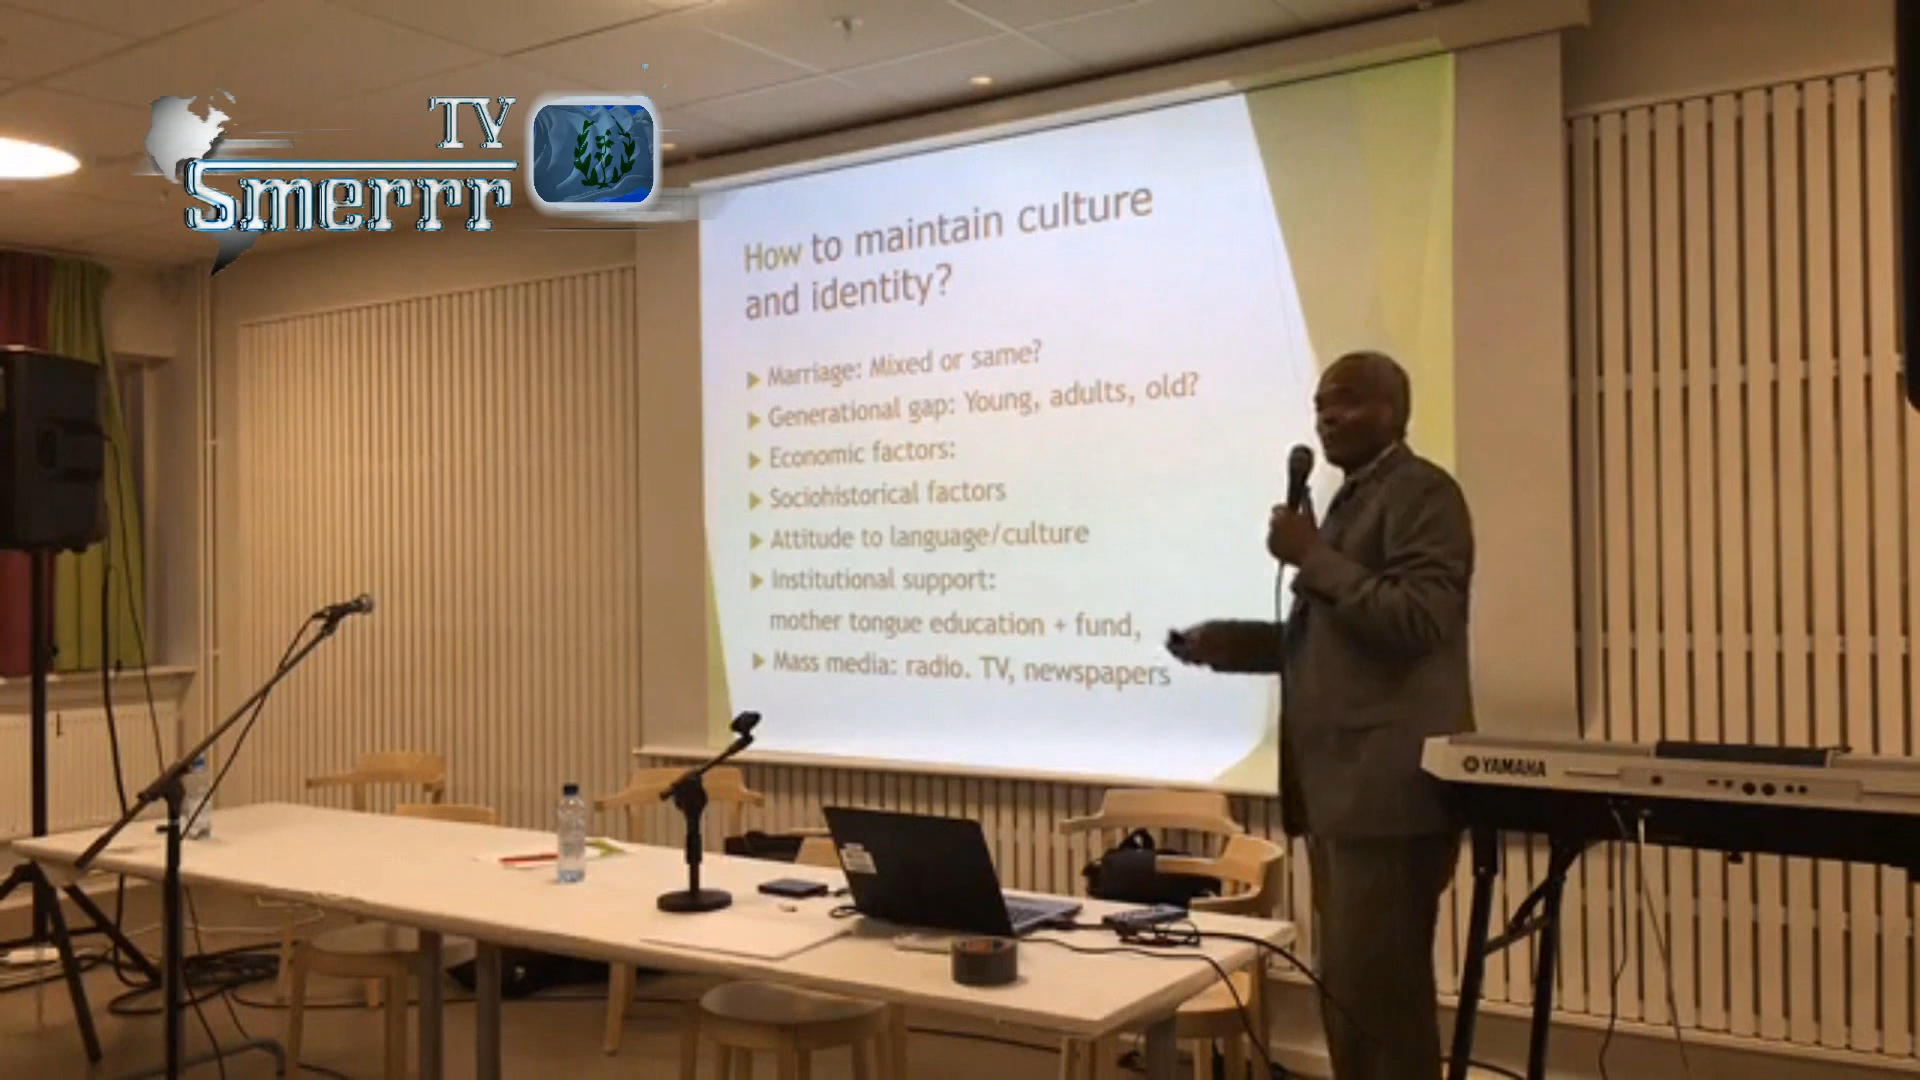 TV
Smerrr
How to maintain culture
and identity?
Marriage: Mixed or same?
Generational gap: Young, adults, old?
Economic factors:
Sociohistorical factors
Attitude to language/culture
Institutional support:
mother tongue education + fund,
Mass media: radio. TV, newspapers
YAMAHA